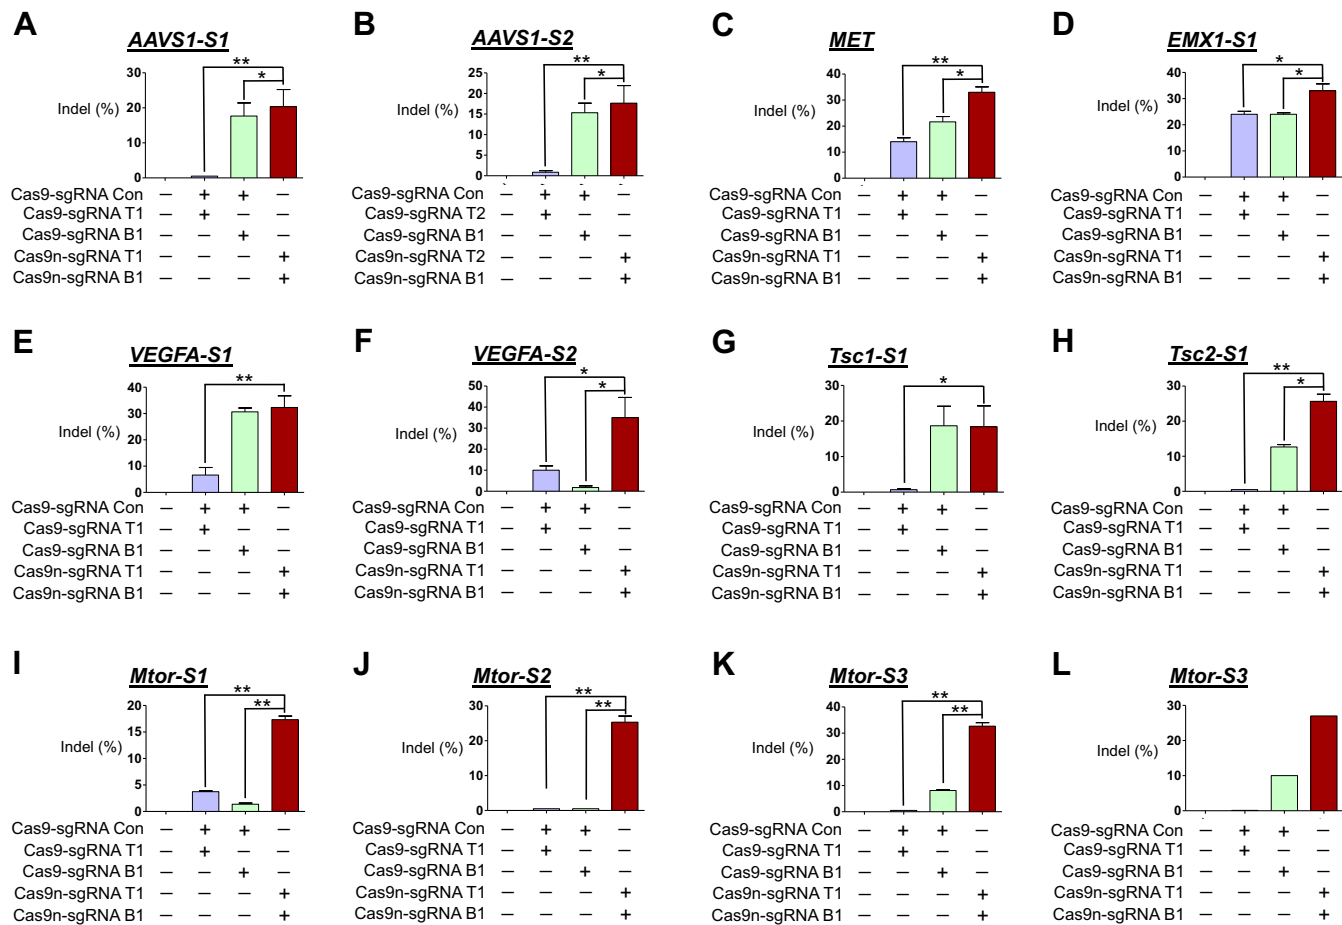 A
AAVS1-S1
B
AAVS1-S2
C
MET
D
EMX1-S1
Indel (%)
30
20
10
0
**
*
Indel (%)
25
20
15
10
5
0
**
*
Indel (%)
40
30
20
10
0
**
*
Indel (%)
40
30
20
10
0
*
*
Cas9-sgRNA Con — + + —
Cas9-sgRNA T1 — + — —
Cas9-sgRNA B1 — — + —
Cas9n-sgRNA T1 — — — +
Cas9n-sgRNA B1 — — — +
Cas9-sgRNA Con - + + -
Cas9-sgRNA T2 — + — —
Cas9-sgRNA B1 — — + —
Cas9n-sgRNA T2 — — — +
Cas9n-sgRNA B1 — — — +
Cas9-sgRNA Con - + + —
Cas9-sgRNA T1 — + — —
Cas9-sgRNA B1 — — + —
Cas9n-sgRNA T1 — — — +
Cas9n-sgRNA B1 — — — +
Cas9-sgRNA Con — + + —
Cas9-sgRNA T1 — + — —
Cas9-sgRNA B1 — — + —
Cas9n-sgRNA T1 — — — +
Cas9n-sgRNA B1 — — — +
E
VEGFA-S1
F
VEGFA-S2
G
Tsc1-S1
H
Tsc2-S1
Indel (%)
40
30
20
10
0
**
Indel (%)
50
40
30
20
10
0
*
*
Indel (%)
30
20
10
0
*
Indel (%)
30
20
10
0
**
*
Cas9-sgRNA Con — + + —
Cas9-sgRNA T1 — + — —
Cas9-sgRNA B1 — — + —
Cas9n-sgRNA T1 — — — +
Cas9n-sgRNA B1 — — — +
Cas9-sgRNA Con — + + —
Cas9-sgRNA T1 — + — —
Cas9-sgRNA B1 — — + —
Cas9n-sgRNA T1 — — — +
Cas9n-sgRNA B1 — — — +
Cas9-sgRNA Con — + + —
Cas9-sgRNA T1 — + — —
Cas9-sgRNA B1 — — + —
Cas9n-sgRNA T1 — — — +
Cas9n-sgRNA B1 — — — +
Cas9-sgRNA Con — + + —
Cas9-sgRNA T1 — + — —
Cas9-sgRNA B1 — — + —
Cas9n-sgRNA T1 — — — +
Cas9n-sgRNA B1 — — — +
I
Mtor-S1
J
Mtor-S2
K
Mtor-S3
L
Mtor-S3
Indel (%)
20
15
10
5
0
**
**
Indel (%)
30
20
10
0
**
**
Indel (%)
40
30
20
10
0
**
**
Indel (%)
30
20
10
0
Cas9-sgRNA Con — + + —
Cas9-sgRNA T1 — + — —
Cas9-sgRNA B1 — — + —
Cas9n-sgRNA T1 — — — +
Cas9n-sgRNA B1 — — — +
Cas9-sgRNA Con — + + —
Cas9-sgRNA T1 — + — —
Cas9-sgRNA B1 — — + —
Cas9n-sgRNA T1 — — — +
Cas9n-sgRNA B1 — — — +
Cas9-sgRNA Con — + + —
Cas9-sgRNA T1 — + — —
Cas9-sgRNA B1 — — + —
Cas9n-sgRNA T1 — — — +
Cas9n-sgRNA B1 — — — +
Cas9-sgRNA Con — + + —
Cas9-sgRNA T1 — + — —
Cas9-sgRNA B1 — — + —
Cas9n-sgRNA T1 — — — +
Cas9n-sgRNA B1 — — — +